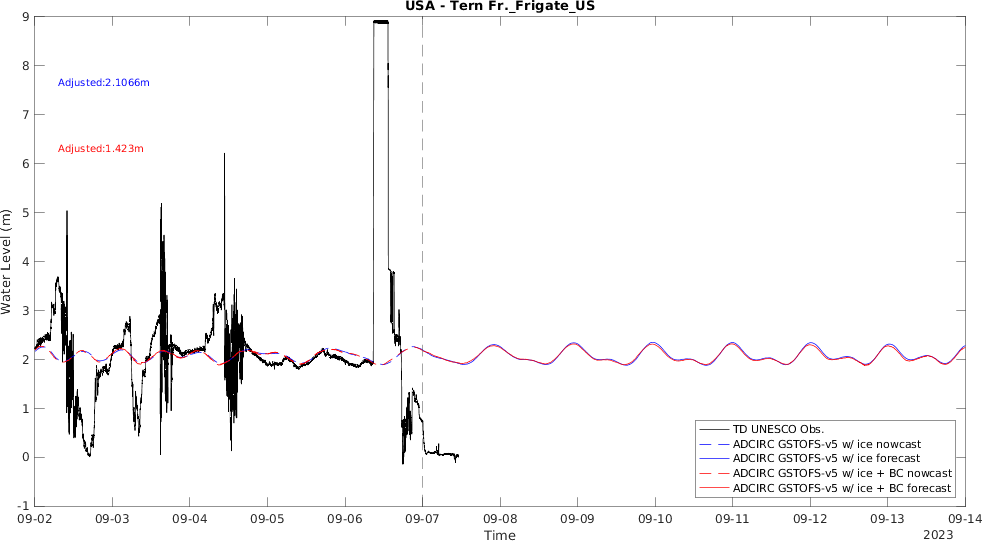 USA - Tern Fr._Frigate_US
9
8
7
6
5
4
3
2
1
0
-1
Water Level (m)
Adjusted:2.1066m
Adjusted:1.423m
TD UNESCO Obs.
ADCIRC GSTOFS-v5 w/ ice nowcast
ADCIRC GSTOFS-v5 w/ ice forecast
ADCIRC GSTOFS-v5 w/ ice + BC nowcast
ADCIRC GSTOFS-v5 w/ ice + BC forecast
09-02 09-03 09-04 09-05 09-06 09-07 09-08 09-09 09-10 09-11 09-12 09-13 09-14
Time
2023